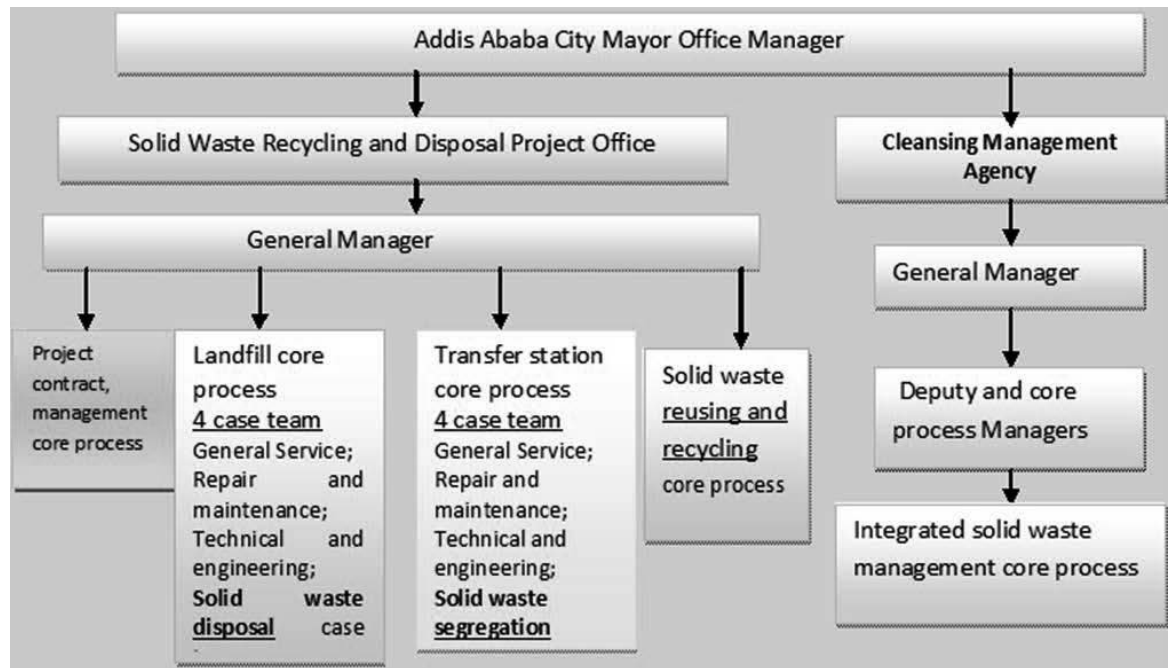 Addis Ababa City Mayor Office Manager
Solid Waste Recycling and Disposal Project Office
Cleansing Management
Agency
General Manager
General Manager
Project
contract,
management
core process
Landfill core
process
4 case team
General Service;
Repair and
maintenance;
Technical and
engineering;
Solid waste
disposal case
Transfer station
core process
4 case team
General Service;
Repair and
maintenance;
Technical and
engineering;
Solid waste
segregation
Solid waste
reusing and
recycling
core process
Deputy and core
process Managers
Integrated solid waste
management core process